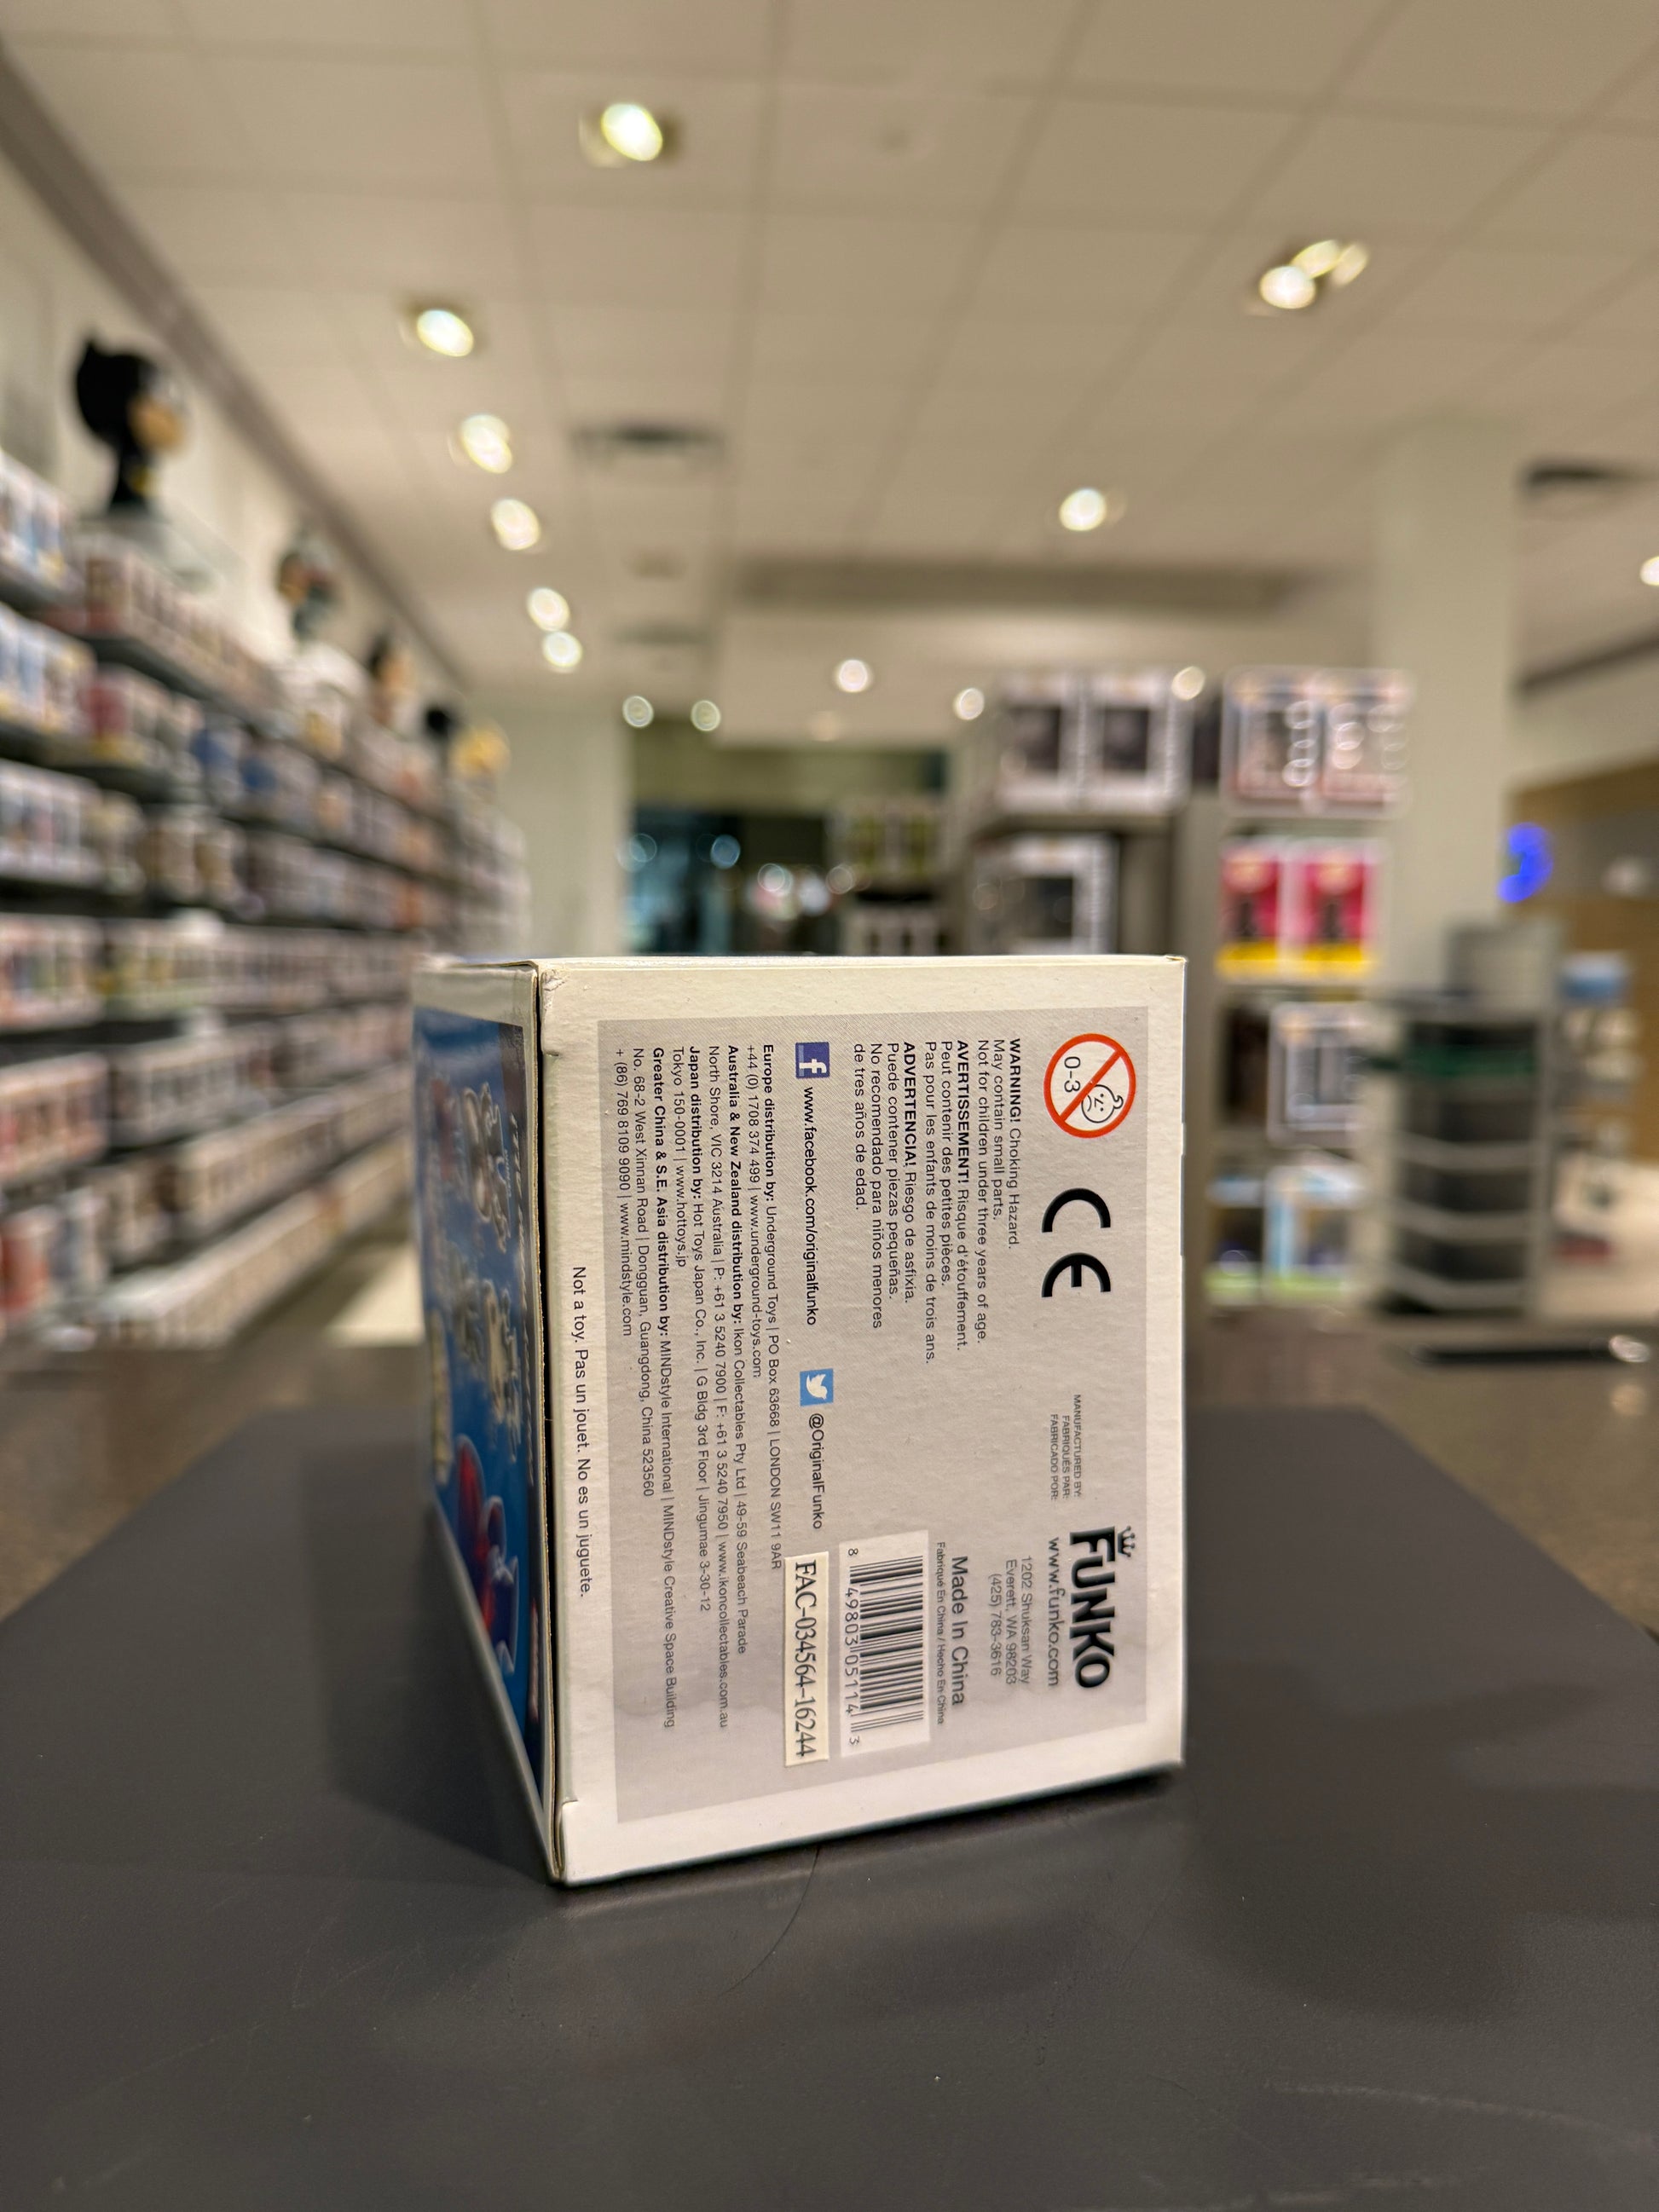 0-3
CE
MANUFACTURED BY:
FABRIQUÉS PAR:
FABRICADO POR:
FUNKO
www.funko.com
1202 Shuksan Way
Everett, WA 98203
(425) 783-3616
WARNING! Choking Hazard.
May contain small parts.
Not for children under three years of age.
AVERTISSEMENT! Risque d'étouffement.
Peut contenir des petites pièces.
Pas pour les enfants de moins de trois ans.
ADVERTENCIA! Riesgo de asfixia.
Puede contener piezas pequeñas.
No recomendado para niños menores
de tres años de edad.
Made In China
Fabriqué En China / Hecho En China
8 49803 05114 3
f www.facebook.com/originalfunko
@OriginalFunko
FAC-034564-16244
Europe distribution by: Underground Toys | PO Box 63668 | LONDON SW11 9AR
+44 (0) 1708 374 499 | www.underground-toys.com
Australia & New Zealand distribution by: Ikon Collectables Pty Ltd | 49-59 Seabeach Parade
North Shore, VIC 3214 Australia | P: +61 3 5240 7900 | F: +61 3 5240 7950 | www.ikoncollectables.com.au
Japan distribution by: Hot Toys Japan Co., Inc. | G Bldg 3rd Floor | Jingumae 3-30-12
Tokyo 150-0001 | www.hottoys.jp
Greater China & S.E. Asia distribution by: MINDstyle International | MINDstyle Creative Space Building
No. 68-2 West Xinnan Road | Dongguan, Guangdong, China 523560
+ (86) 769 8109 9090 | www.mindstyle.com
Not a toy. Pas un jouet. No es un juguete.